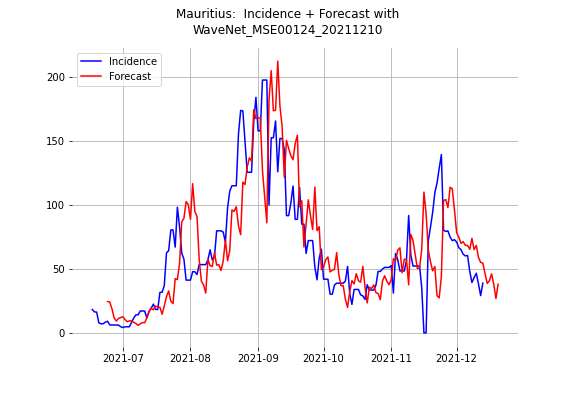 Mauritius:  Incidence + Forecast with
WaveNet_MSE00124_20211210
Incidence
Forecast
200
150
100
50
0
2021-07 2021-08 2021-09 2021-10 2021-11 2021-12